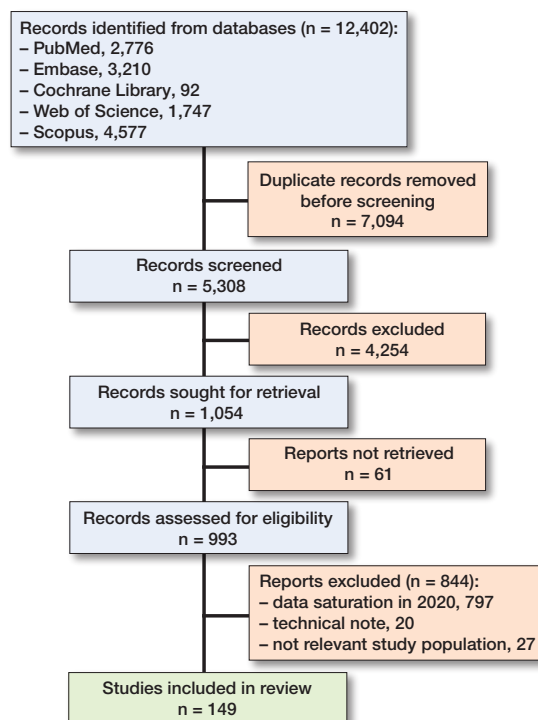 Records identified from databases (n = 12,402):
– PubMed, 2,776
– Embase, 3,210
– Cochrane Library, 92
– Web of Science, 1,747
– Scopus, 4,577
Duplicate records removed
before screening
n = 7,094
Records screened
n = 5,308
Records excluded
n = 4,254
Records sought for retrieval
n = 1,054
Reports not retrieved
n = 61
Records assessed for eligibility
n = 993
Reports excluded (n = 844):
– data saturation in 2020, 797
– technical note, 20
– not relevant study population, 27
Studies included in review
n = 149